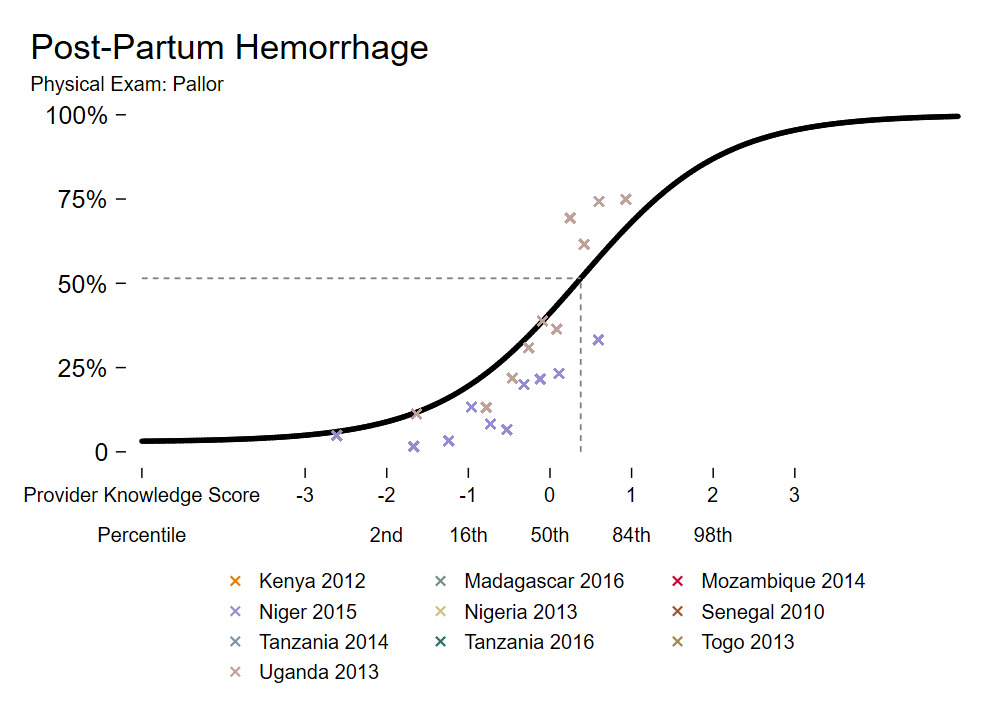 Post-Partum Hemorrhage
Physical Exam: Pallor
100%
75%
50%
25%
0
Provider Knowledge Score -3 -2 -1 0 1 2 3
Percentile 2nd 16th 50th 84th 98th
Kenya 2012 Madagascar 2016 Mozambique 2014
Niger 2015 Nigeria 2013 Senegal 2010
Tanzania 2014 Tanzania 2016 Togo 2013
Uganda 2013